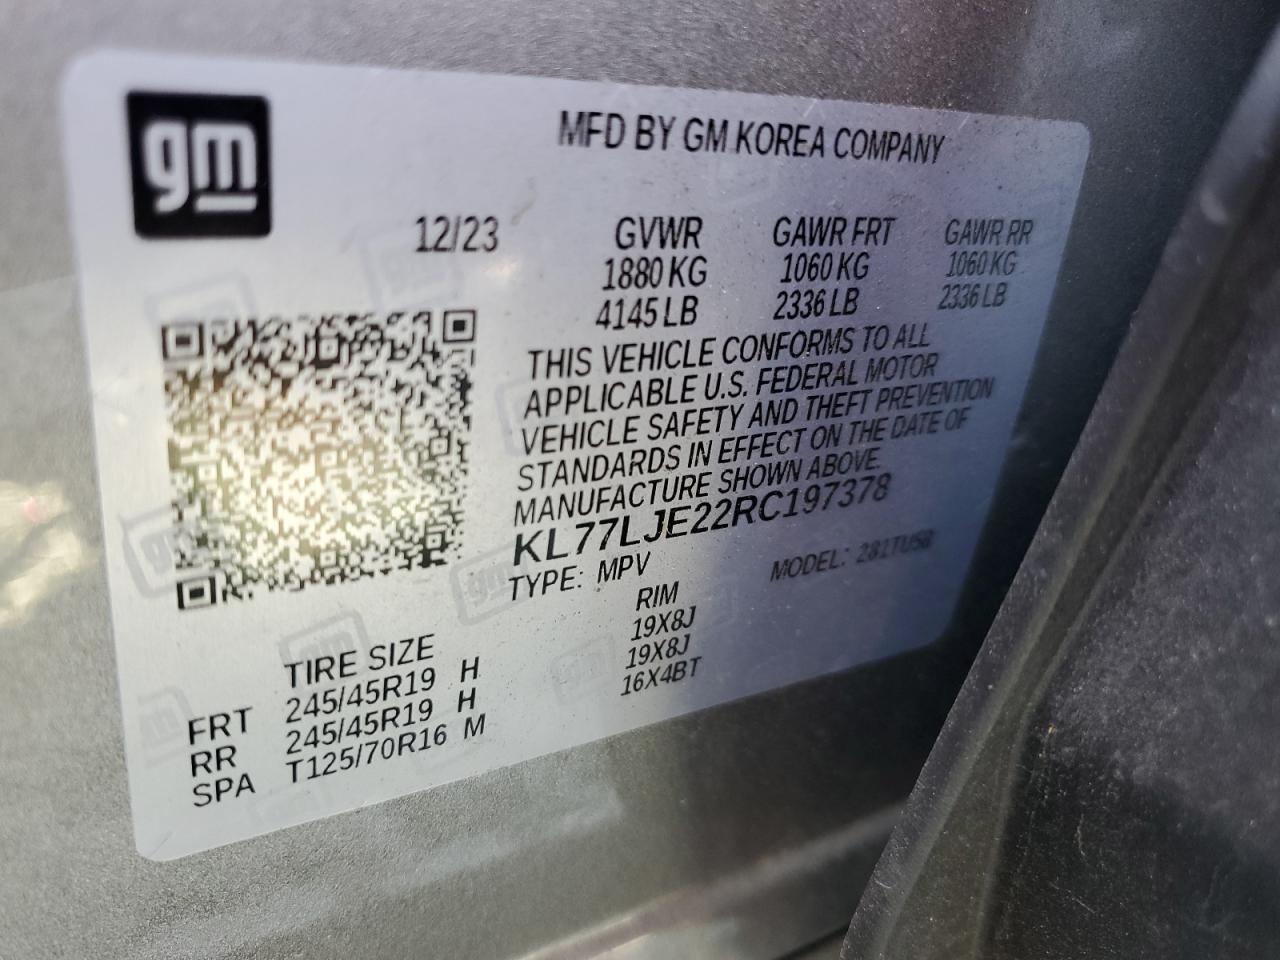 gm
MFD BY GM KOREA COMPANY
12/23 GVWR GAWR FRT GAWR RR
1880 KG 1060 KG 1060 KG
4145 LB 2336 LB 2336 LB
THIS VEHICLE CONFORMS TO ALL
APPLICABLE U.S. FEDERAL MOTOR
VEHICLE SAFETY AND THEFT PREVENTION
STANDARDS IN EFFECT ON THE DATE OF
MANUFACTURE SHOWN ABOVE.
KL77LJE22RC197378
TYPE: MPV MODEL:
TIRE SIZE RIM
FRT 245/45R19 H 19X8J
RR 245/45R19 H 19X8J
SPA T125/70R16 M 16X4BT